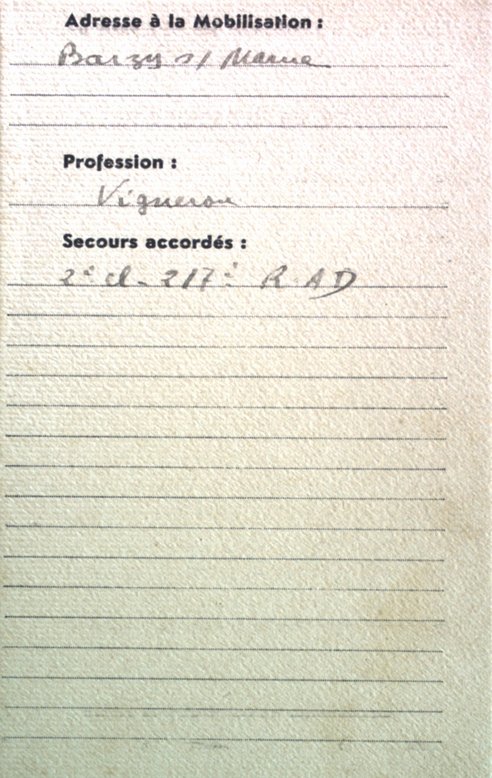 Adresse à la Mobilisation :
Barzy s/ Marne
Profession :
Vigneron
Secours accordés :
2e cl. 217e R.A.D